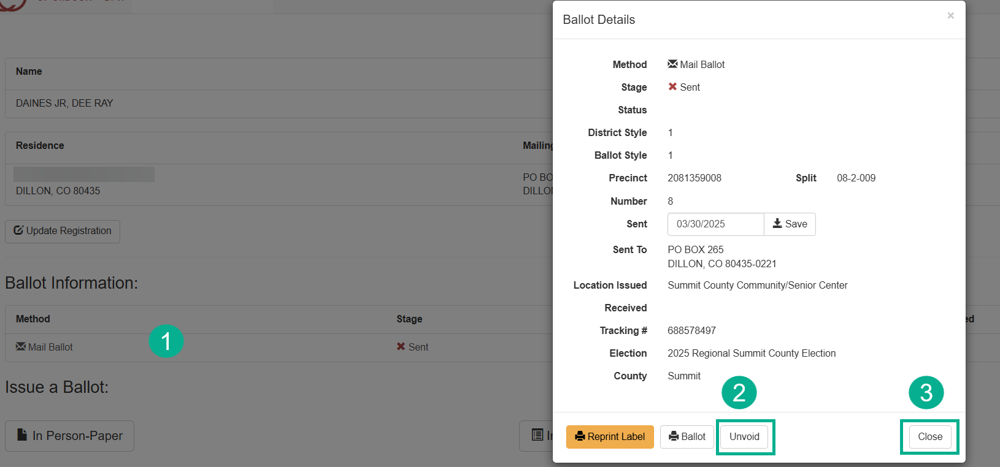 Name
DAINES JR, DEE RAY
Residence
Mailing
DILLON, CO 80435
PO BO
DILLO
Update Registration
Ballot Information:
Method
Stage
ed
Mail Ballot
1
Sent
Issue a Ballot:
In Person-Paper
Ballot Details
×
Method Mail Ballot
Stage Sent
Status
District Style 1
Ballot Style 1
Precinct 2081359008 Split 08-2-009
Number 8
Sent 03/30/2025 Save
Sent To PO BOX 265
DILLON, CO 80435-0221
Location Issued Summit County Community/Senior Center
Received
Tracking # 688578497
Election 2025 Regional Summit County Election
County Summit
2
3
Reprint Label Ballot Unvoid Close